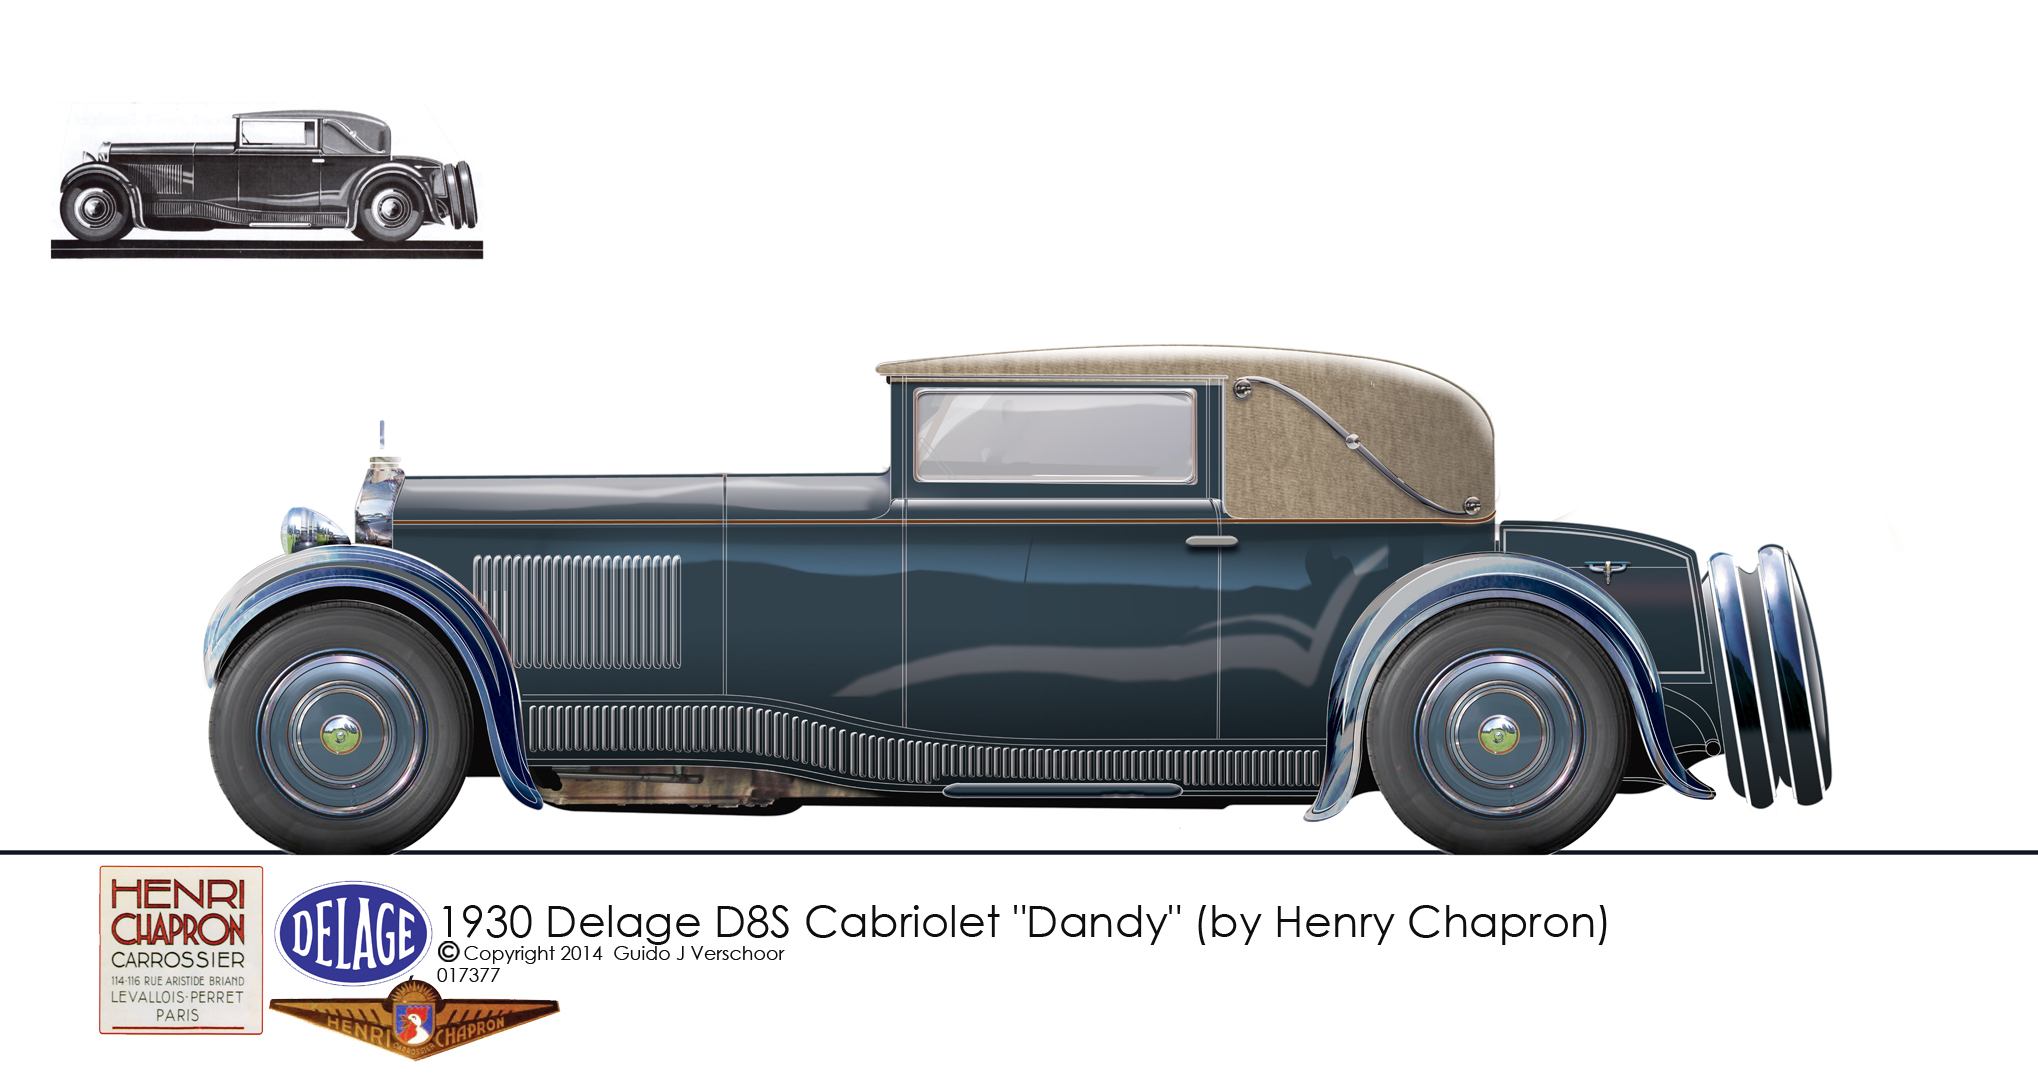 HENRI
CHAPRON
CARROSSIER
114-116 RUE ARISTIDE BRIAND
LEVALLOIS-PERRET
PARIS
DELAGE
1930 Delage D8S Cabriolet "Dandy" (by Henry Chapron)
© Copyright 2014 Guido J Verschoor
017377
HENRI CHAPRON
CARROSSIER